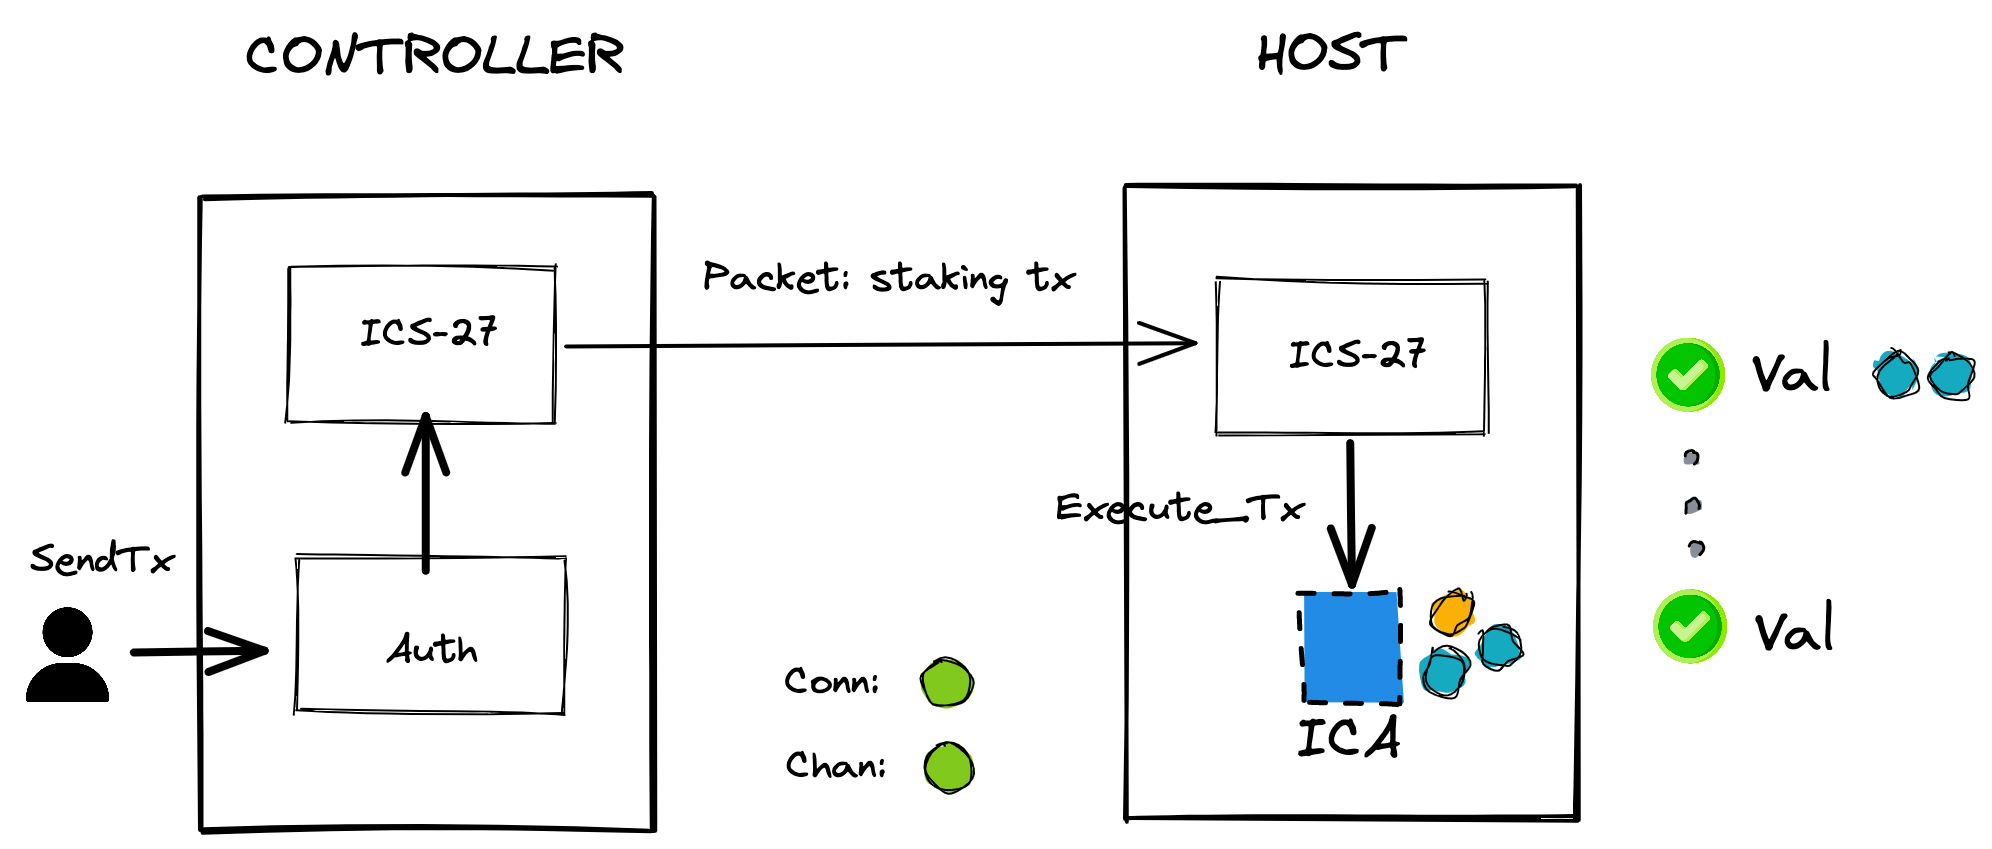 CONTROLLER
HOST
Packet: staking tx
ICS-27
ICS-27
Val
Execute_Tx
SendTx
Auth
Val
Conn:
ICA
Chan: